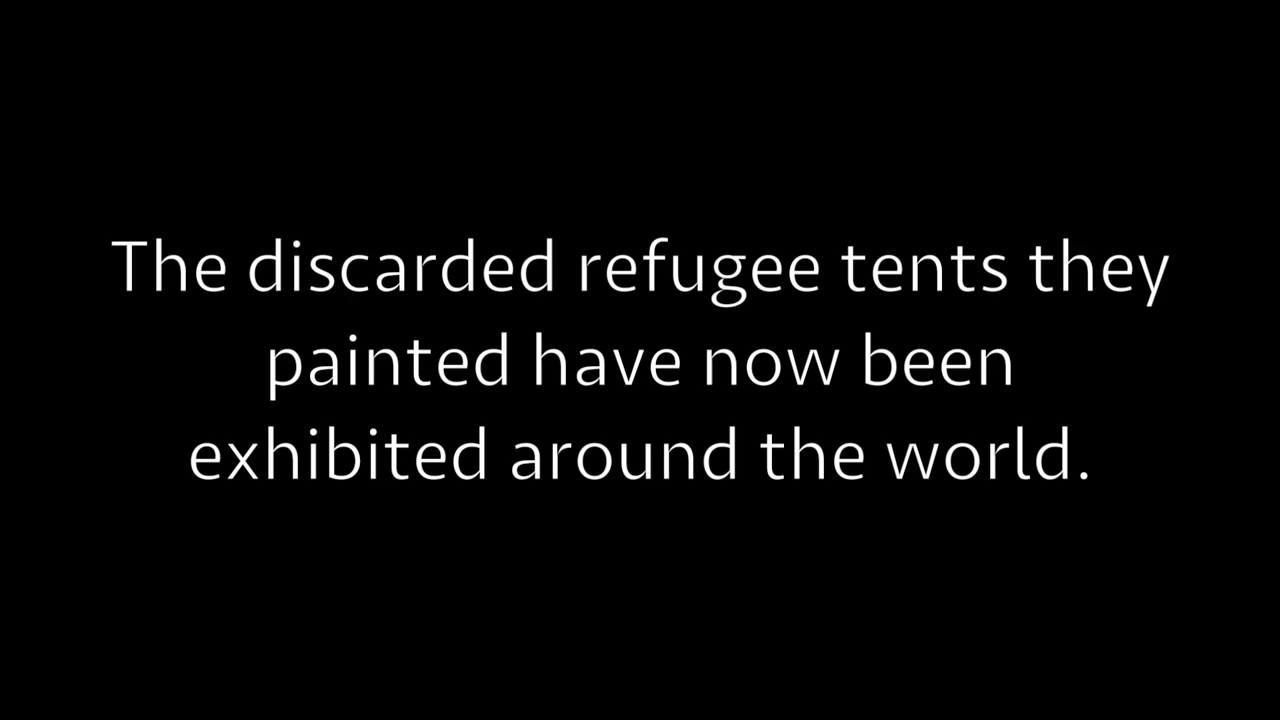 The discarded refugee tents they
painted have now been
exhibited around the world.